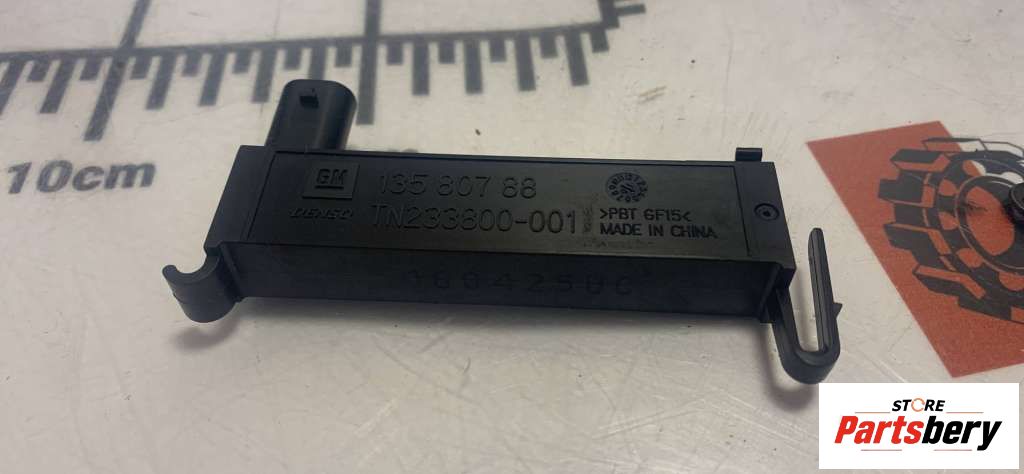 10cm
GM 135 807 88
DENSO TN233800-001
>PBT GF15<
MADE IN CHINA
STORE
Partsbery